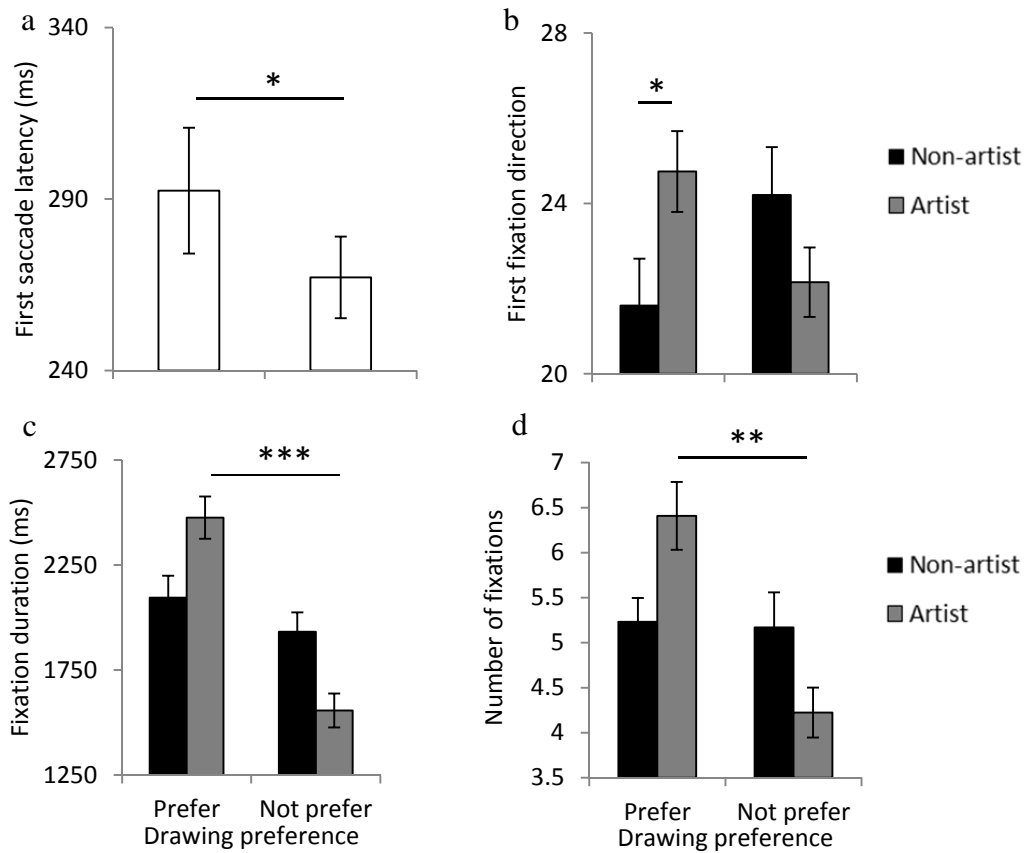 a
340
290
240
First saccade latency (ms)
*
b
28
24
20
First fixation direction
*
Non-artist
Artist
c
2750
2250
1750
1250
Fixation duration (ms)
***
Prefer
Not prefer
Drawing preference
d
7
6.5
6
5.5
5
4.5
4
3.5
Number of fixations
**
Prefer
Not prefer
Drawing preference
Non-artist
Artist